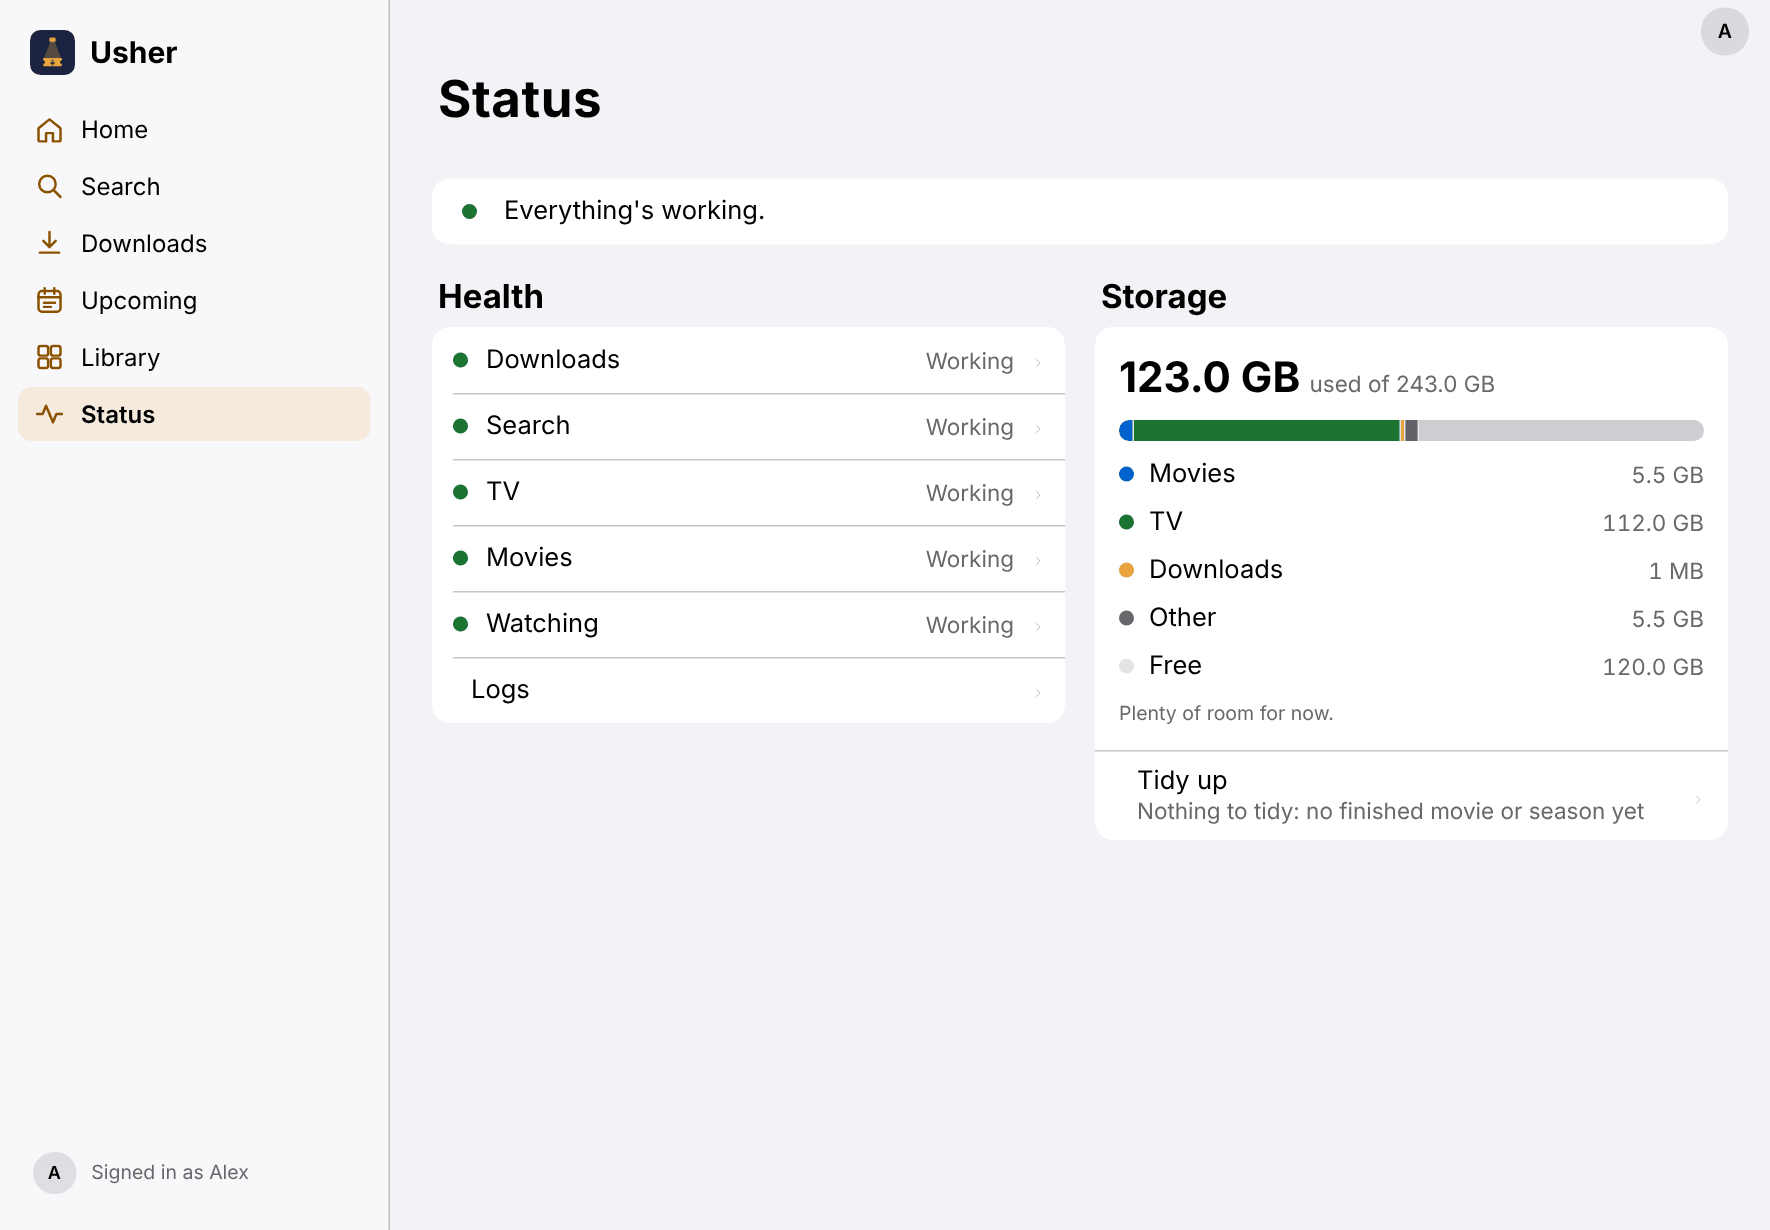 Usher
Home
Search
Downloads
Upcoming
Library
Status
A
Signed in as Alex
A
Status
Everything's working.
Health
Downloads Working
Search Working
TV Working
Movies Working
Watching Working
Logs
Storage
123.0 GB used of 243.0 GB
Movies 5.5 GB
TV 112.0 GB
Downloads 1 MB
Other 5.5 GB
Free 120.0 GB
Plenty of room for now.
Tidy up
Nothing to tidy: no finished movie or season yet